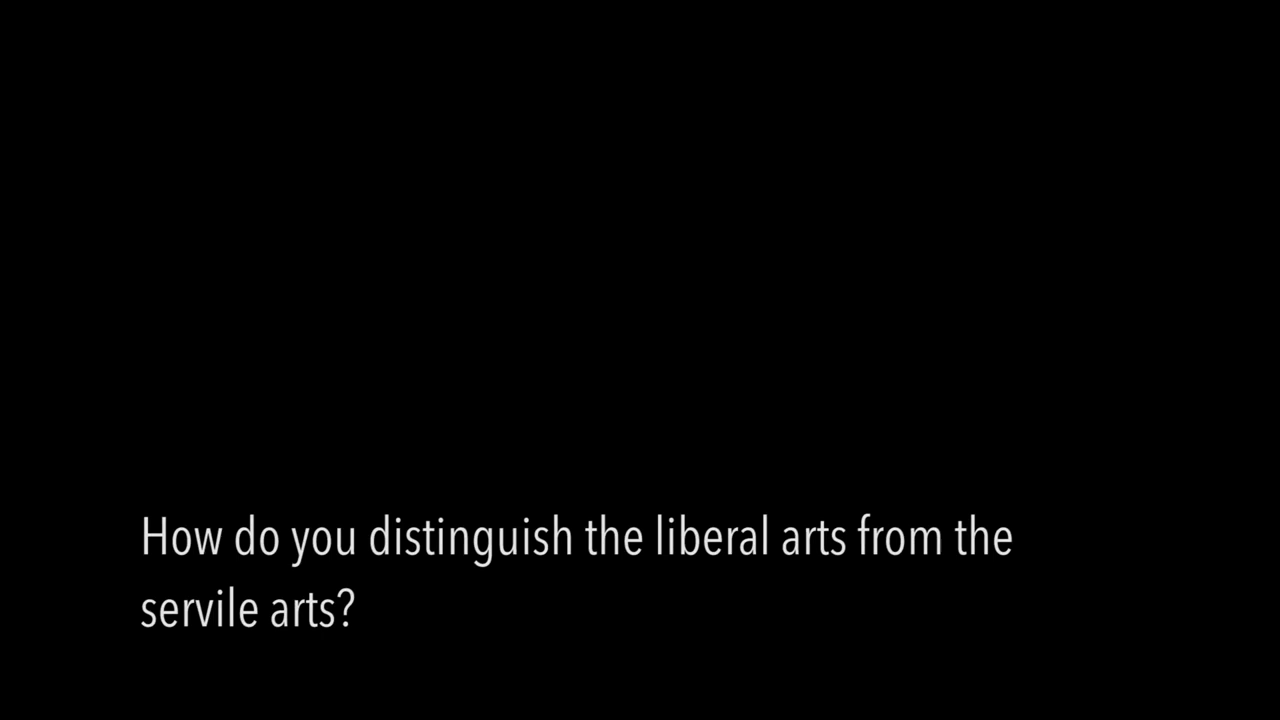 How do you distinguish the liberal arts from the
servile arts?